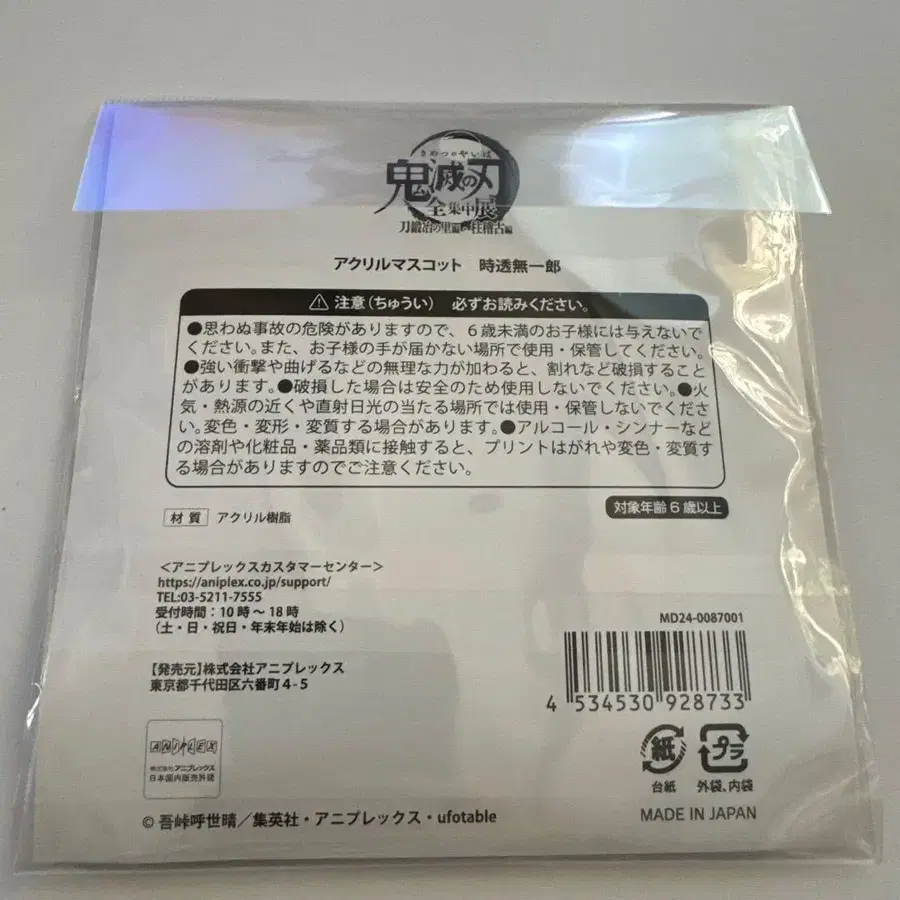 きめつのやいば
鬼滅の刃
全集中展
刀鍛冶の里編・柱稽古編
アクリルマスコット 時透無一郎
⚠ 注意(ちゅうい) 必ずお読みください。
●思わぬ事故の危険がありますので、6歳未満のお子様には与えないで
ください。また、お子様の手が届かない場所で使用・保管してください。
●強い衝撃や曲げるなどの無理な力が加わると、割れなど破損すること
があります。●破損した場合は安全のため使用しないでください。●火
気・熱源の近くや直射日光の当たる場所では使用・保管しないでくださ
い。変色・変形・変質する場合があります。●アルコール・シンナーなど
の溶剤や化粧品・薬品類に接触すると、プリントはがれや変色・変質す
る場合がありますのでご注意ください。
対象年齢6歳以上
材質 アクリル樹脂
<アニプレックスカスタマーセンター>
https://aniplex.co.jp/support/
TEL:03-5211-7555
受付時間:10時〜18時
(土・日・祝日・年末年始は除く)
MD24-0087001
【発売元】株式会社アニプレックス
東京都千代田区六番町4-5
4 534530 928733
ANIPLEX
株式会社アニプレックス
日本国内販売許諾
紙
台紙
プラ
外袋、内袋
© 吾峠呼世晴/集英社・アニプレックス・ufotable
MADE IN JAPAN